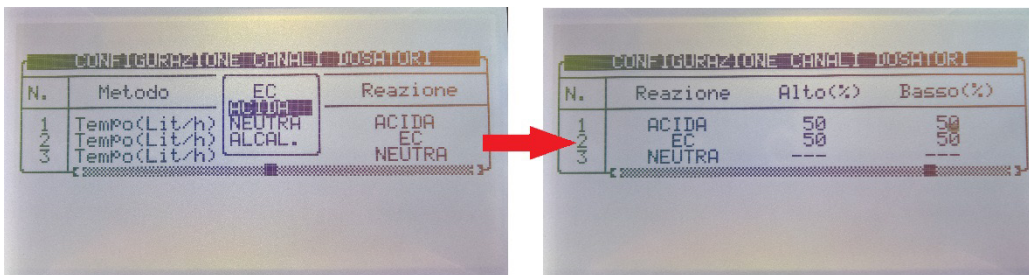 CONFIGURAZIONE CANALI DOSATORI
N. Metodo EC Reazione
ACIDA
1 Tempo(Lit/h) NEUTRA ACIDA
2 Tempo(Lit/h) ALCAL. EC
3 Tempo(Lit/h) NEUTRA
CONFIGURAZIONE CANALI DOSATORI
N. Reazione Alto(%) Basso(%)
1 ACIDA 50 50
2 EC 50 50
3 NEUTRA --- ---